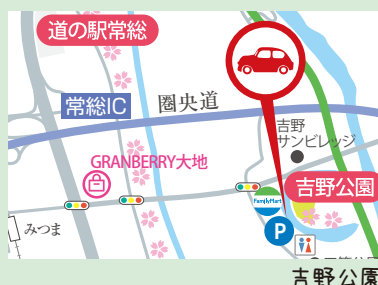 道の駅常総
常総IC
圏央道
吉野
サンビレッジ
GRANBERRY大地
吉野公園
FamilyMart
P
みつま
吉野公園